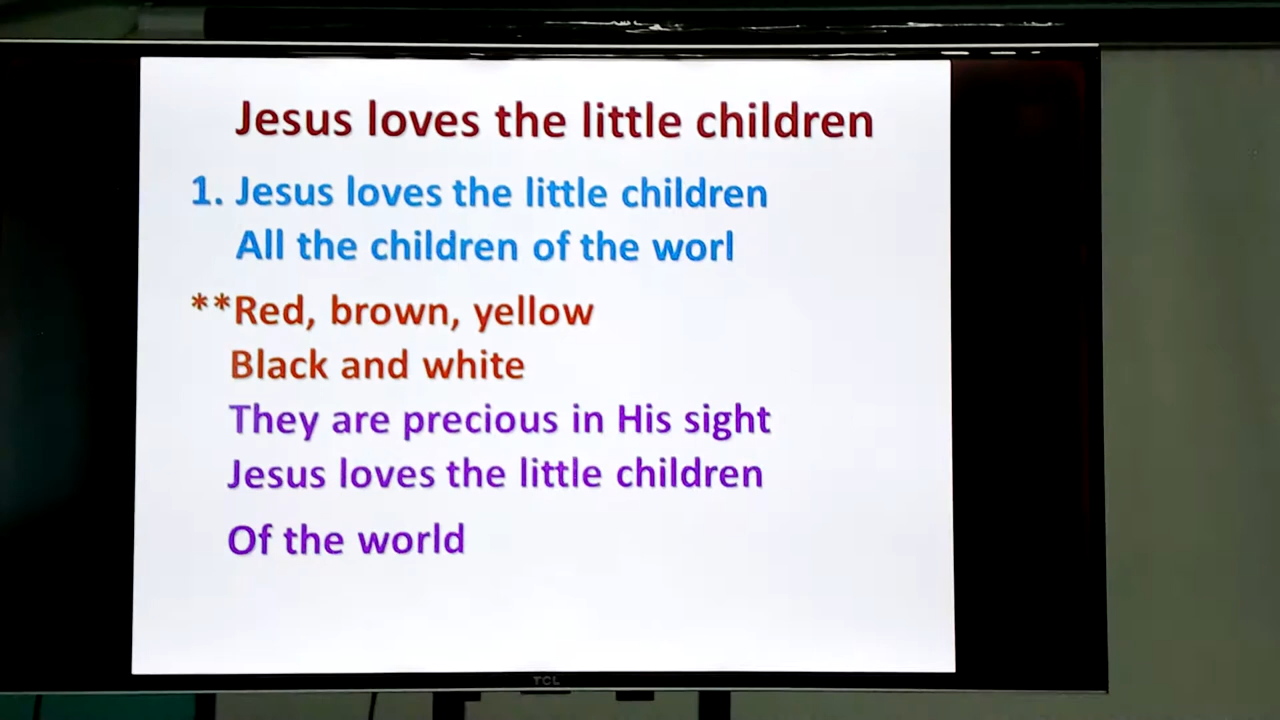 Jesus loves the little children
1. Jesus loves the little children
All the children of the worl
**Red, brown, yellow
Black and white
They are precious in His sight
Jesus loves the little children
Of the world
TCL